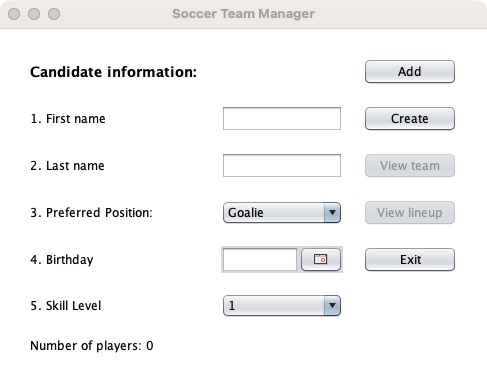 Soccer Team Manager
Candidate information:
Add
1. First name
Create
2. Last name
View team
3. Preferred Position:
Goalie
View lineup
4. Birthday
Exit
5. Skill Level
1
Number of players: 0